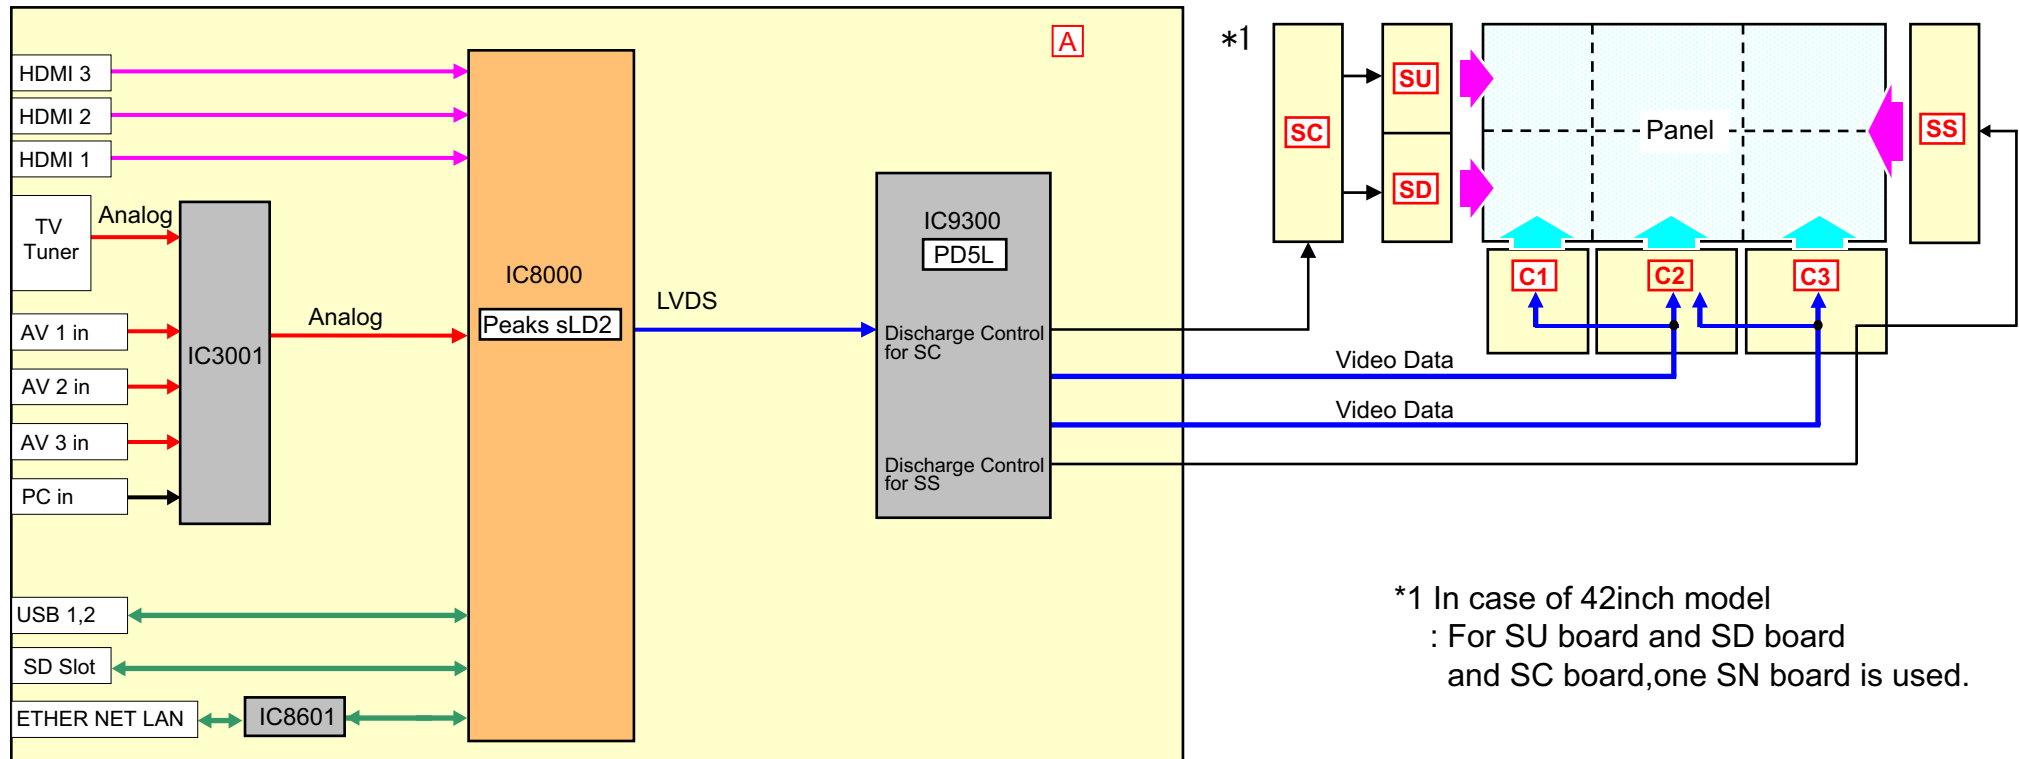 A
*1
HDMI 3
HDMI 2
HDMI 1
TV
Tuner
Analog
AV 1 in
AV 2 in
AV 3 in
PC in
IC3001
Analog
USB 1,2
SD Slot
ETHER NET LAN
IC8601
IC8000
Peaks sLD2
LVDS
IC9300
PD5L
Discharge Control
for SC
Discharge Control
for SS
Video Data
Video Data
SC
SU
SD
Panel
SS
C1
C2
C3
*1 In case of 42inch model
: For SU board and SD board
and SC board,one SN board is used.